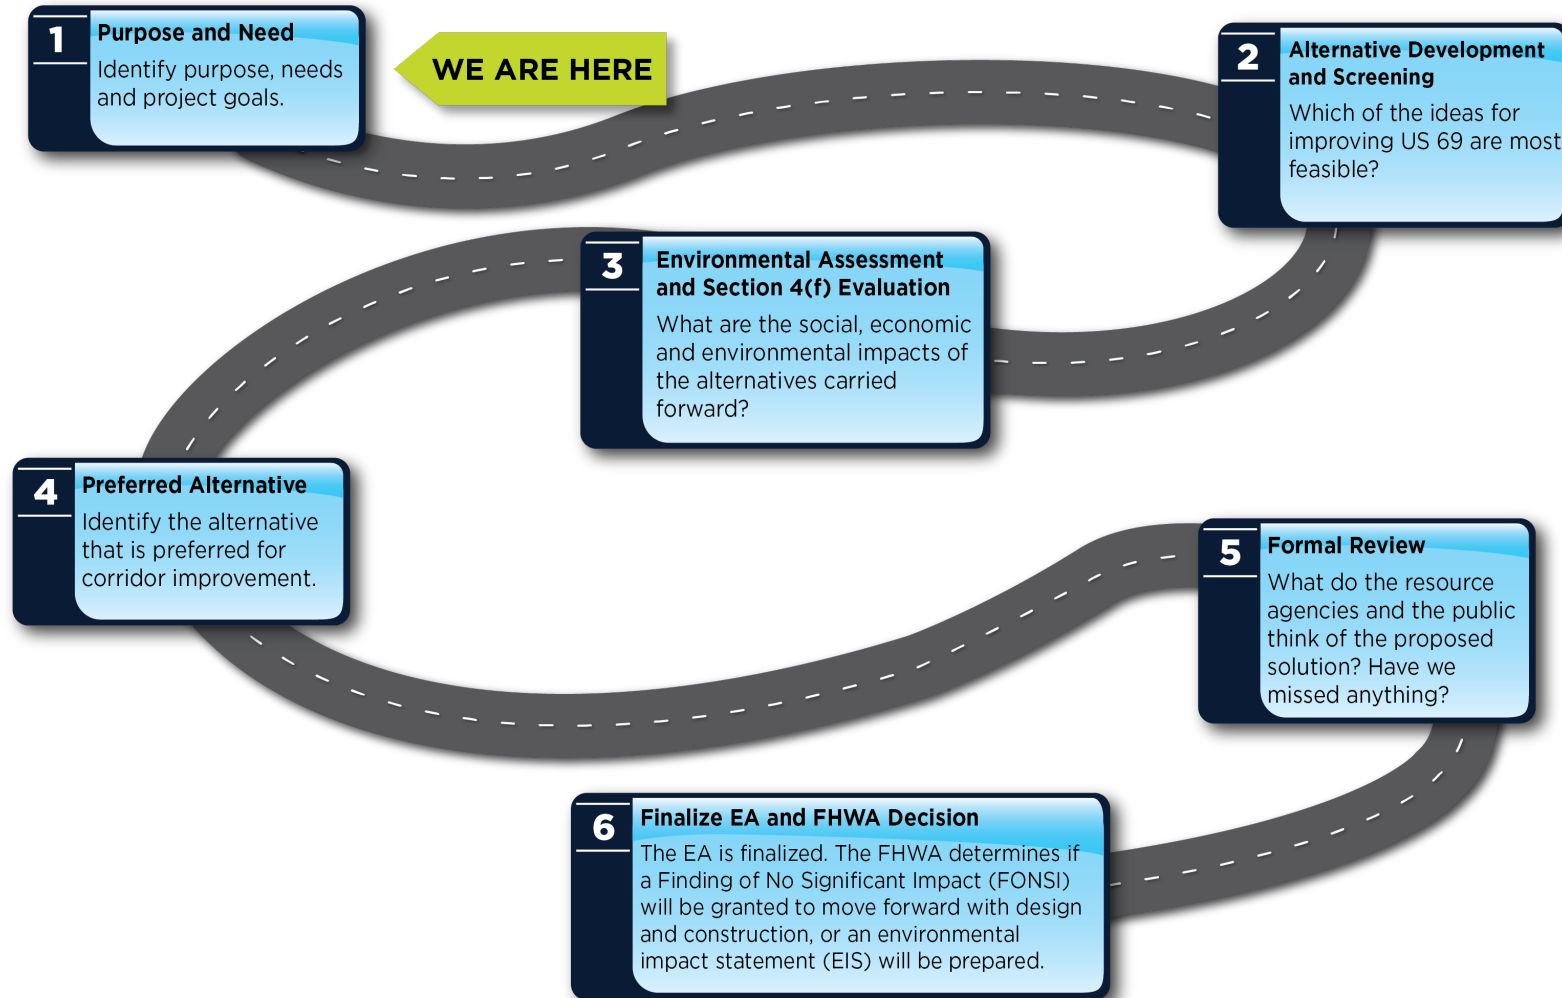 1
Purpose and Need
Identify purpose, needs
and project goals.
WE ARE HERE
2
Alternative Development
and Screening
Which of the ideas for
improving US 69 are most
feasible?
3
Environmental Assessment
and Section 4(f) Evaluation
What are the social, economic
and environmental impacts of
the alternatives carried
forward?
4
Preferred Alternative
Identify the alternative
that is preferred for
corridor improvement.
5
Formal Review
What do the resource
agencies and the public
think of the proposed
solution? Have we
missed anything?
6
Finalize EA and FHWA Decision
The EA is finalized. The FHWA determines if
a Finding of No Significant Impact (FONSI)
will be granted to move forward with design
and construction, or an environmental
impact statement (EIS) will be prepared.